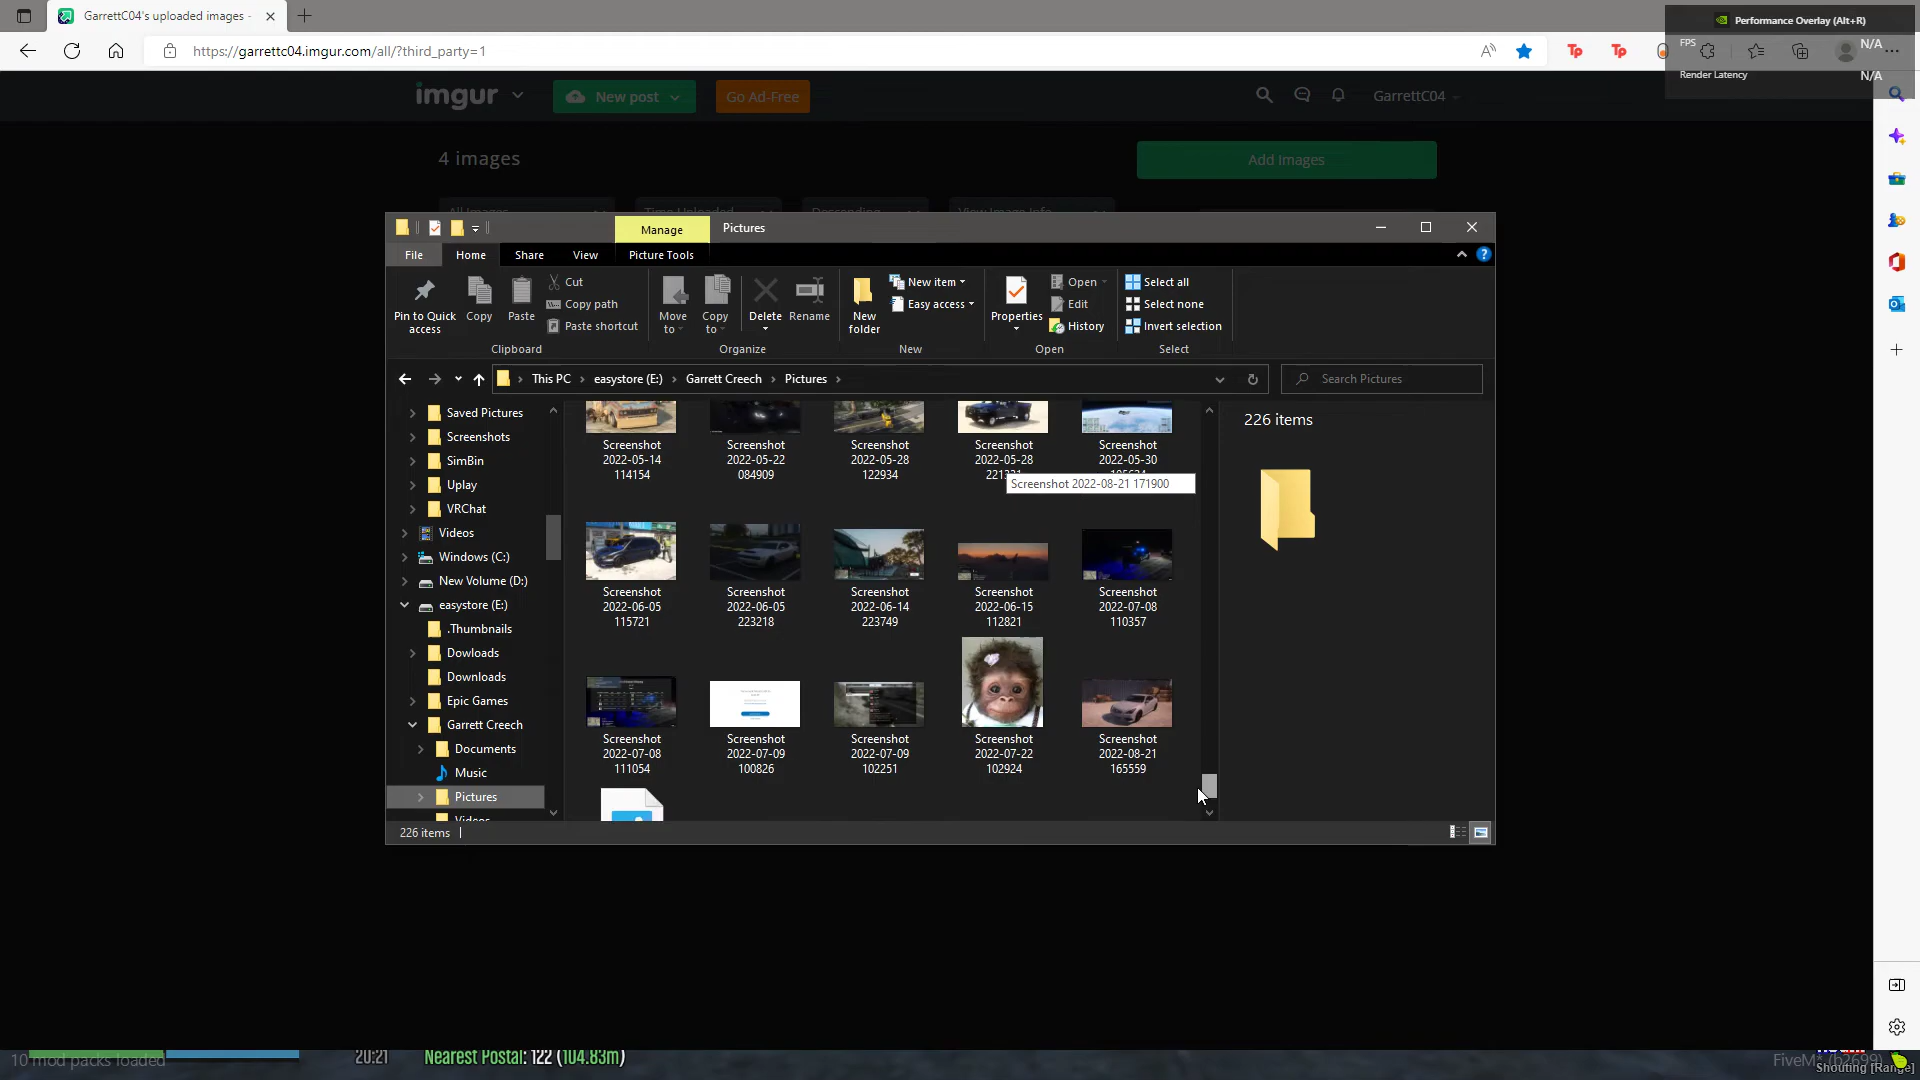 GarrettC04's uploaded images -
Performance Overlay (Alt+R)
https://garrettc04.imgur.com/all/?third_party=1
FPS
N/A
Render Latency
N/A
imgur
New post
Go Ad-Free
GarrettC04
4 images
Add Images
All Images
Time Uploaded
Descending
View Image Info
Manage
Pictures
File
Home
Share
View
Picture Tools
Pin to Quick access
Copy
Paste
Cut
Copy path
Paste shortcut
Clipboard
Move to
Copy to
Delete
Rename
Organize
New folder
New item
Easy access
New
Properties
Open
Edit
History
Open
Select all
Select none
Invert selection
Select
This PC
easystore (E:)
Garrett Creech
Pictures
Search Pictures
Saved Pictures
Screenshots
SimBin
Uplay
VRChat
Videos
Windows (C:)
New Volume (D:)
easystore (E:)
.Thumbnails
Dowloads
Downloads
Epic Games
Garrett Creech
Documents
Music
Pictures
Videos
Screenshot 2022-05-14 114154
Screenshot 2022-05-22 084909
Screenshot 2022-05-28 122934
Screenshot 2022-05-28
Screenshot 2022-05-30
Screenshot 2022-08-21 171900
Screenshot 2022-06-05 115721
Screenshot 2022-06-05 223218
Screenshot 2022-06-14 223749
Screenshot 2022-06-15 112821
Screenshot 2022-07-08 110357
Screenshot 2022-07-08 111054
Screenshot 2022-07-09 100826
Screenshot 2022-07-09 102251
Screenshot 2022-07-22 102924
Screenshot 2022-08-21 165559
226 items
226 items
10 mod packs loaded
20:21
Nearest Postal: 122 (104.83m)
Shouting [Range]